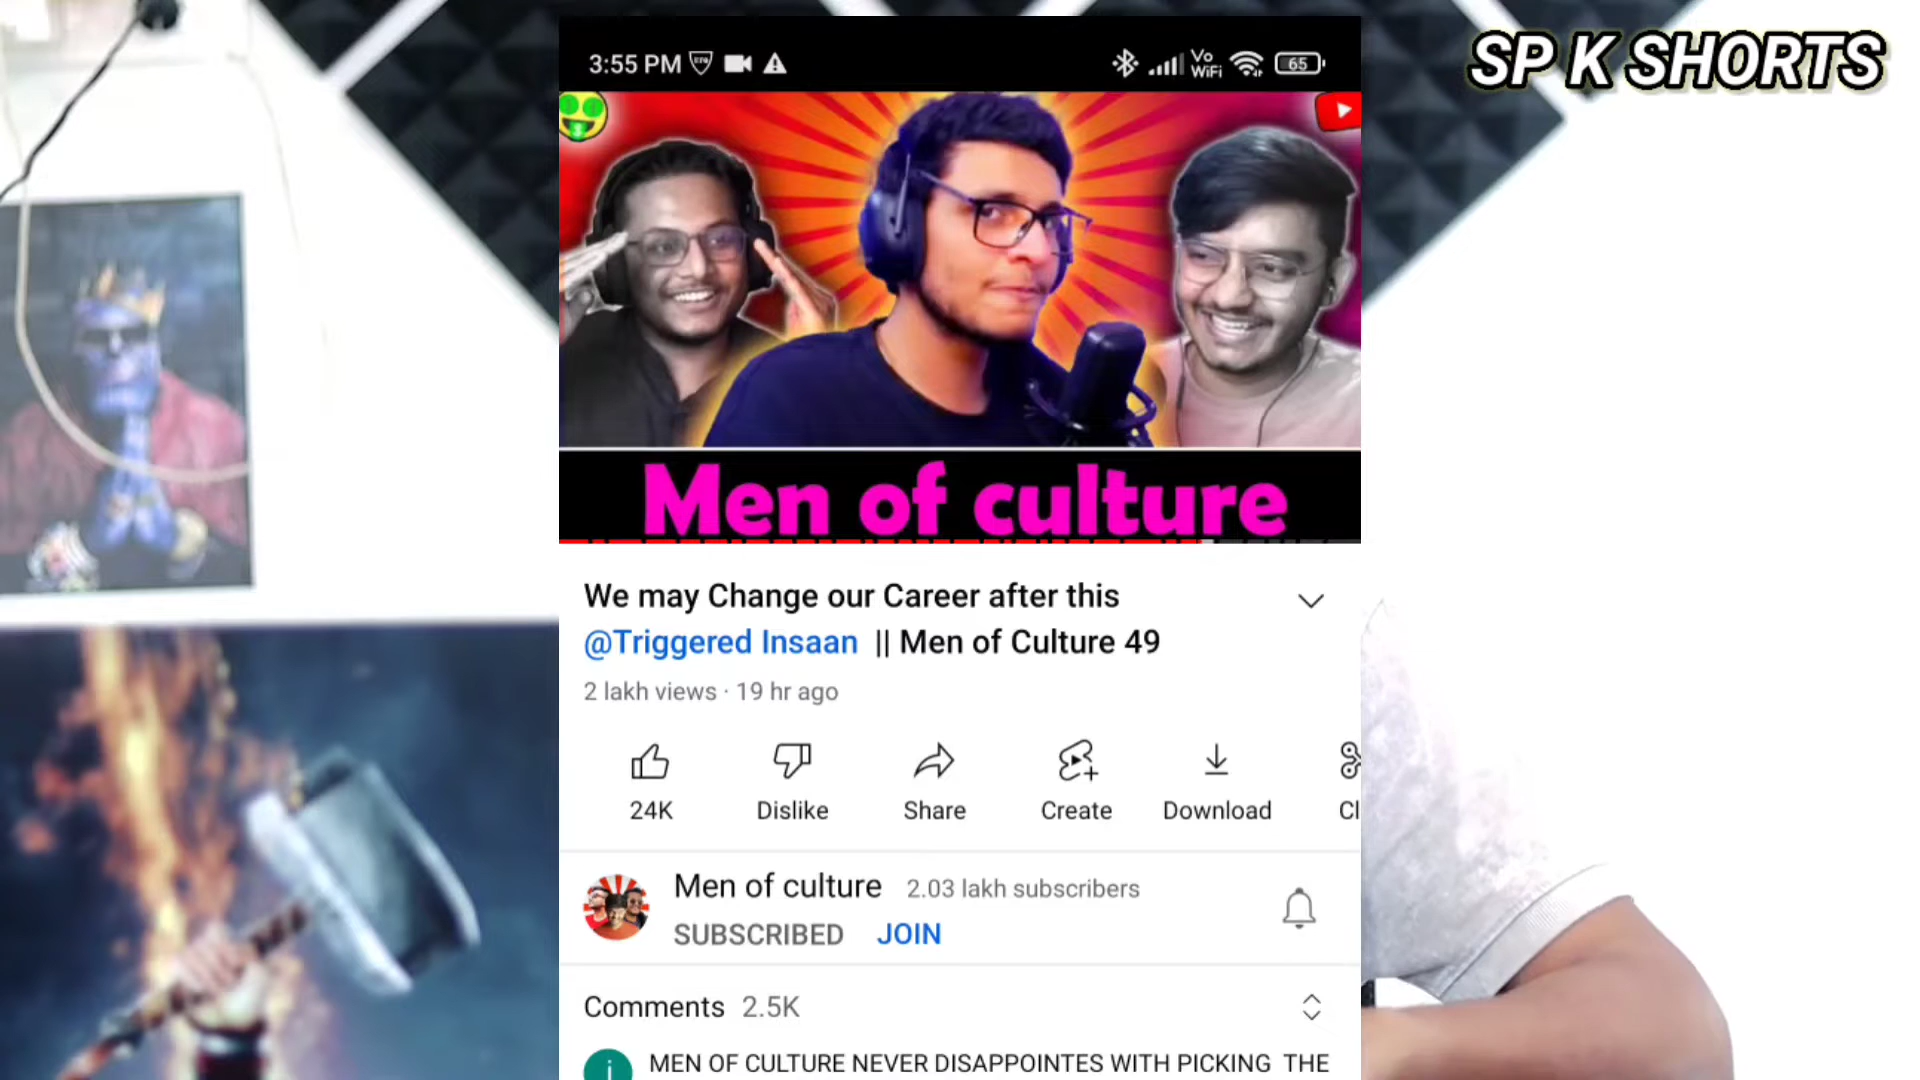 SP K SHORTS
3:55 PM
Vo
WiFi
65
Men of culture
We may Change our Career after this
@Triggered Insaan || Men of Culture 49
2 lakh views · 19 hr ago
24K
Dislike
Share
Create
Download
Cl
Men of culture 2.03 lakh subscribers
SUBSCRIBED JOIN
Comments 2.5K
i
MEN OF CULTURE NEVER DISAPPOINTES WITH PICKING THE